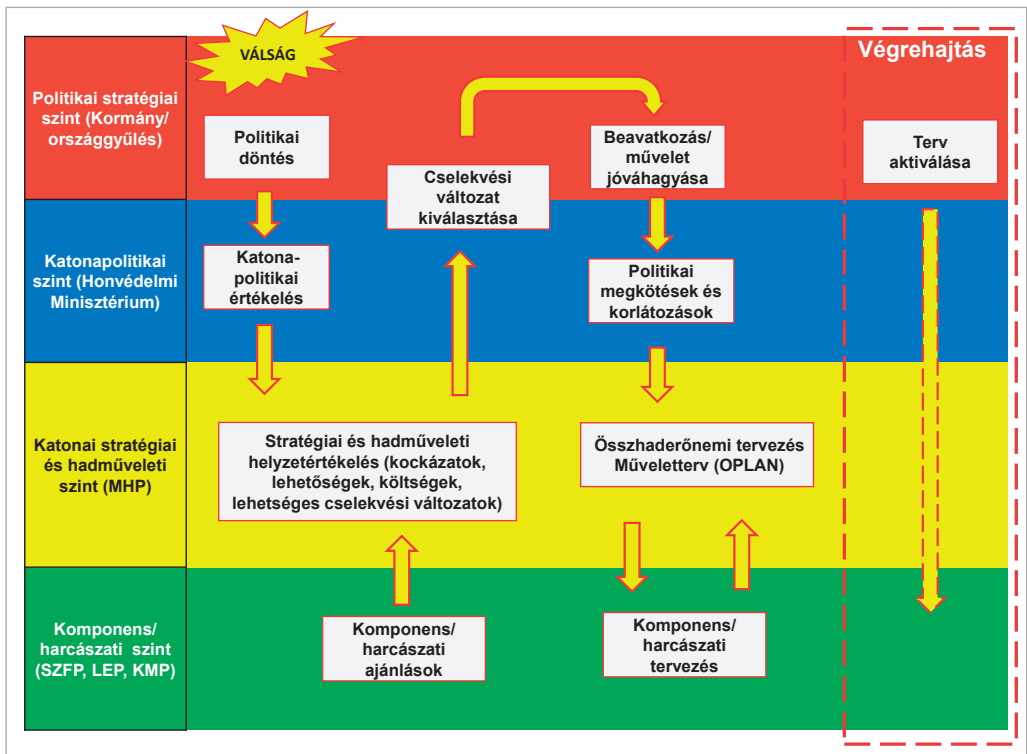 VÁLSÁG
Végrehajtás
Politikai stratégiai
szint (Kormány/
országgyűlés)
Politikai
döntés
Cselekvési
változat
kiválasztása
Beavatkozás/
művelet
jóváhagyása
Terv
aktiválása
Katonapolitikai
szint (Honvédelmi
Minisztérium)
Katona-
politikai
értékelés
Politikai
megkötések és
korlátozások
Katonai stratégiai
és hadműveleti
szint (MHP)
Stratégiai és hadműveleti
helyzetértékelés (kockázatok,
lehetőségek, költségek,
lehetséges cselekvési változatok)
Összhaderőnemi tervezés
Műveletterv (OPLAN)
Komponens/
harcászati szint
(SZFP, LEP, KMP)
Komponens/
harcászati
ajánlások
Komponens/
harcászati
tervezés